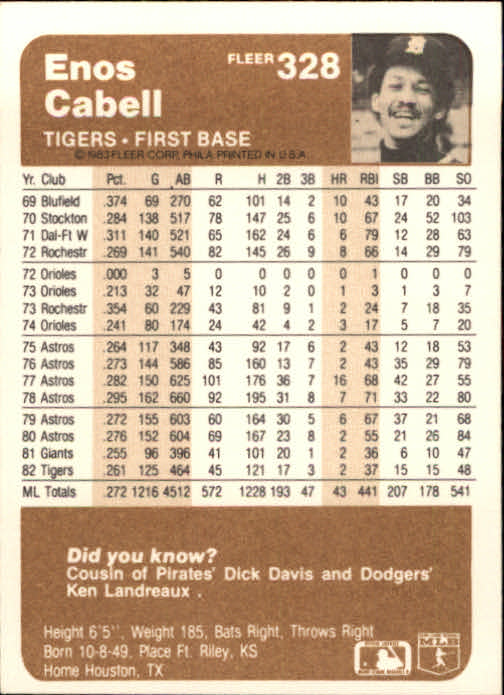 Enos
Cabell
FLEER 328
TIGERS • FIRST BASE
© 1983 FLEER CORP., PHILA. PRINTED IN U.S.A.
Yr. Club Pct. G AB R H 2B 3B HR RBI SB BB SO
69 Blufield .374 69 270 62 101 14 2 10 43 17 20 34
70 Stockton .284 138 517 78 147 25 6 10 67 24 52 103
71 Dal-Ft W .311 140 521 65 162 24 6 6 79 12 28 63
72 Rochestr .269 141 540 82 145 26 9 8 66 14 29 79
72 Orioles .000 3 5 0 0 0 0 0 1 0 0 0
73 Orioles .213 32 47 12 10 2 0 1 3 1 3 7
73 Rochestr .354 60 229 43 81 9 1 2 24 7 18 35
74 Orioles .241 80 174 24 42 4 2 3 17 5 7 20
75 Astros .264 117 348 43 92 17 6 2 43 12 18 53
76 Astros .273 144 586 85 160 13 7 2 43 35 29 79
77 Astros .282 150 625 101 176 36 7 16 68 42 27 55
78 Astros .295 162 660 92 195 31 8 7 71 33 22 80
79 Astros .272 155 603 60 164 30 5 6 67 37 21 68
80 Astros .276 152 604 69 167 23 8 2 55 21 26 84
81 Giants .255 96 396 41 101 20 1 2 36 6 10 47
82 Tigers .261 125 464 45 121 17 3 2 37 15 15 48
ML Totals .272 1216 4512 572 1228 193 47 43 441 207 178 541
Did you know?
Cousin of Pirates' Dick Davis and Dodgers'
Ken Landreaux .
Height 6'5'', Weight 185, Bats Right, Throws Right
Born 10-8-49, Place Ft. Riley, KS
Home Houston, TX
MLB